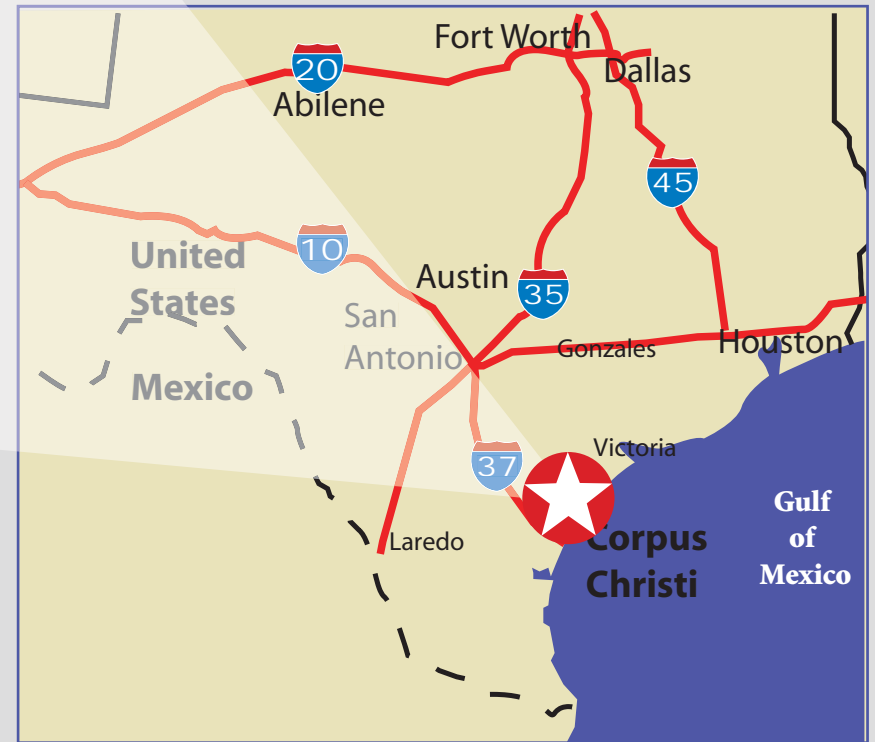 Fort Worth
Dallas
20
Abilene
45
United
States
10
Austin
35
San
Antonio
Gonzales
Houston
Mexico
37
Victoria
Gulf
of
Mexico
Laredo
Corpus
Christi